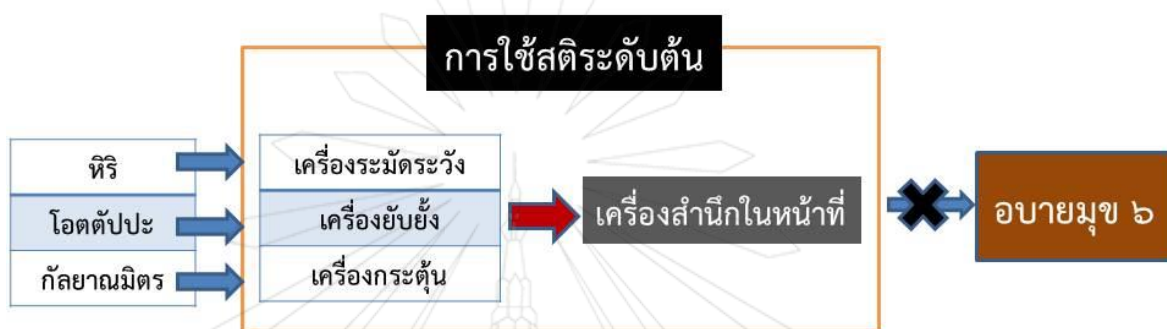 การใช้สติระดับต้น
หิริ
เครื่องระมัดระวัง
โอตตัปปะ
เครื่องยับยั้ง
เครื่องสำนึกในหน้าที่
อบายมุข ๖
กัลยาณมิตร
เครื่องกระตุ้น